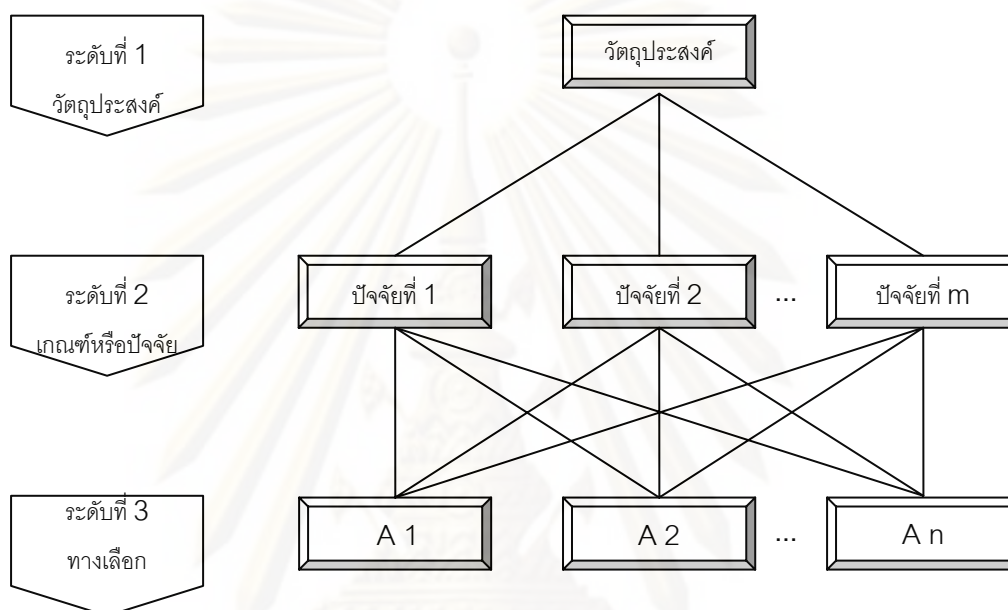 ระดับที่ 1
วัตถุประสงค์
วัตถุประสงค์
ระดับที่ 2
เกณฑ์หรือปัจจัย
ปัจจัยที่ 1
ปัจจัยที่ 2
...
ปัจจัยที่ m
ระดับที่ 3
ทางเลือก
A 1
A 2
...
A n